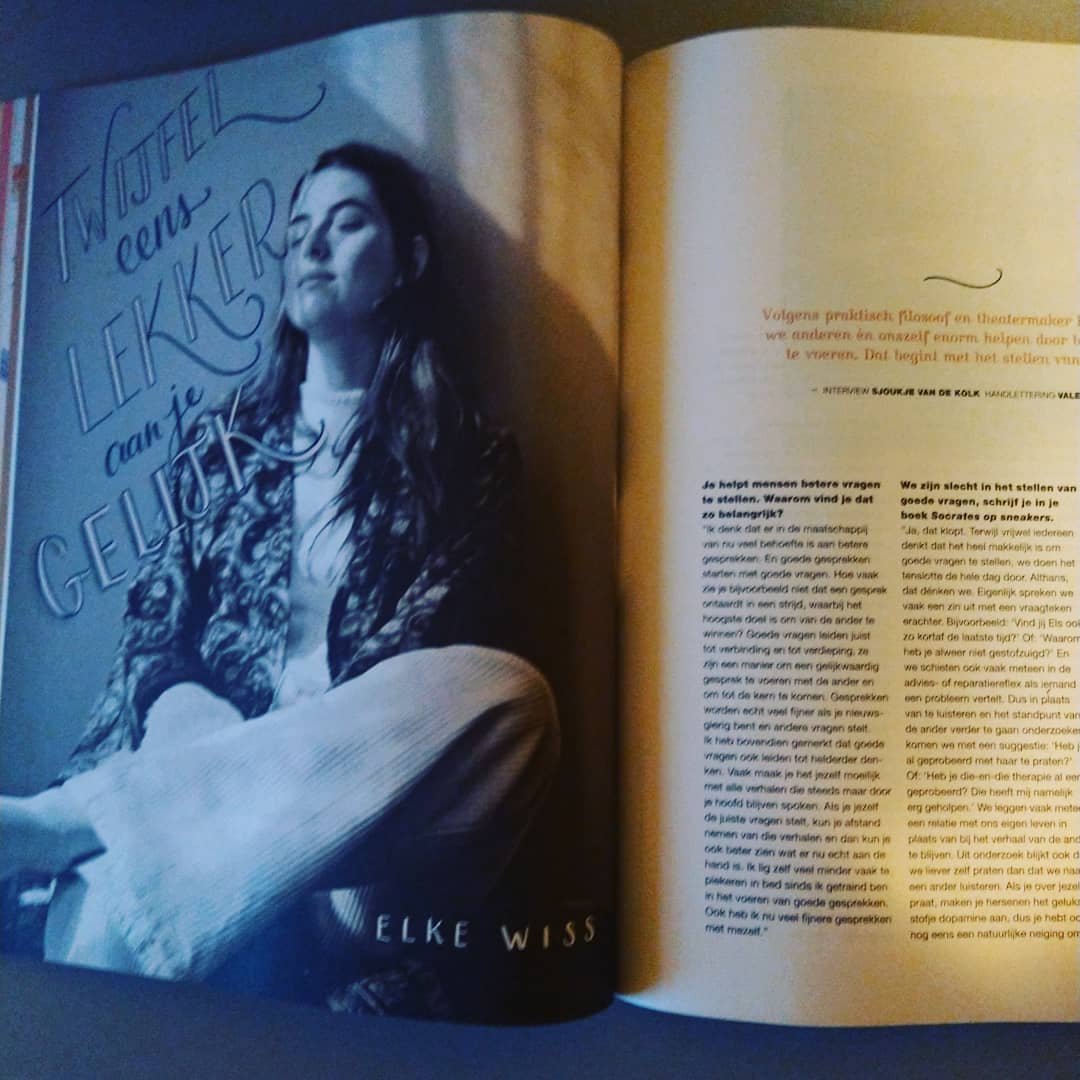 TWIJFEL
eens
LEKKER
aan je
GELIJK
ELKE WISS
Volgens praktisch filosoof en theatermaker
we anderen én onszelf enorm helpen door
te voeren. Dat begint met het stellen van
— INTERVIEW SJOUKJE VAN DE KOLK HANDLETTERING VALE
Je helpt mensen betere vragen
te stellen. Waarom vind je dat
zo belangrijk?
"Ik denk dat er in de maatschappij
van nu veel behoefte is aan betere
gesprekken. En goede gesprekken
starten met goede vragen. Hoe vaak
zie je bijvoorbeeld niet dat een gesprek
ontaardt in een strijd, waarbij het
hoogste doel is om van de ander te
winnen? Goede vragen leiden juist
tot verbinding en tot verdieping, ze
zijn een manier om een gelijkwaardig
gesprek te voeren met de ander en
om tot de kern te komen. Gesprekken
worden echt veel fijner als je nieuws-
gierig bent en andere vragen stelt.
Ik heb bovendien gemerkt dat goede
vragen ook leiden tot helderder den-
ken. Vaak maak je het jezelf moeilijk
met alle verhalen die steeds maar door
je hoofd blijven spoken. Als je jezelf
de juiste vragen stelt, kun je afstand
nemen van die verhalen en dan kun je
ook beter zien wat er nu echt aan de
hand is. Ik lig zelf veel minder vaak te
piekeren in bed sinds ik getraind ben
in het voeren van goede gesprekken.
Ook heb ik nu veel fijnere gesprekken
met mezelf."
We zijn slecht in het stellen van
goede vragen, schrijf je in je
boek Socrates op sneakers.
"Ja, dat klopt. Terwijl vrijwel iedereen
denkt dat het heel makkelijk is om
goede vragen te stellen, we doen het
tenslotte de hele dag door. Althans,
dat dénken we. Eigenlijk spreken we
vaak een zin uit met een vraagteken
erachter. Bijvoorbeeld: 'Vind jij Els ook
zo kortaf de laatste tijd?' Of: 'Waarom
heb je alweer niet gestofzuigd?' En
we schieten ook vaak meteen in de
advies- of reparatiereflex als iemand
een probleem vertelt. Dus in plaats
van te luisteren en het standpunt van
de ander verder te gaan onderzoeken
komen we met een suggestie: 'Heb j
al geprobeerd met haar te praten?'
Of: 'Heb je die-en-die therapie al een
geprobeerd? Die heeft mij namelijk
erg geholpen.' We leggen vaak metee
een relatie met ons eigen leven in
plaats van bij het verhaal van de and
te blijven. Uit onderzoek blijkt ook d
we liever zelf praten dan dat we naa
een ander luisteren. Als je over jezel
praat, maken je hersenen het geluks
stofje dopamine aan, dus je hebt oo
nog eens een natuurlijke neiging om